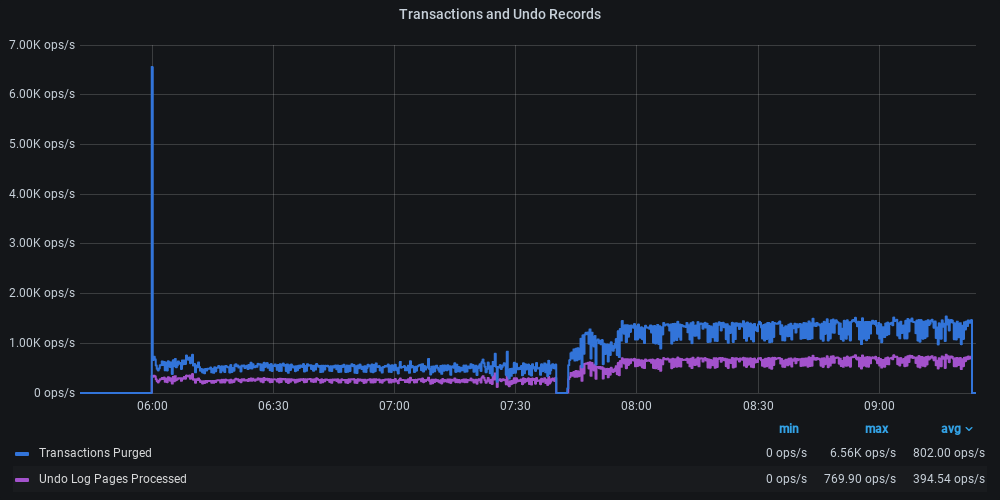 Transactions and Undo Records
7.00K ops/s
6.00K ops/s
5.00K ops/s
4.00K ops/s
3.00K ops/s
2.00K ops/s
1.00K ops/s
0 ops/s
06:00 06:30 07:00 07:30 08:00 08:30 09:00
min max avg
Transactions Purged 0 ops/s 6.56K ops/s 802.00 ops/s
Undo Log Pages Processed 0 ops/s 769.90 ops/s 394.54 ops/s